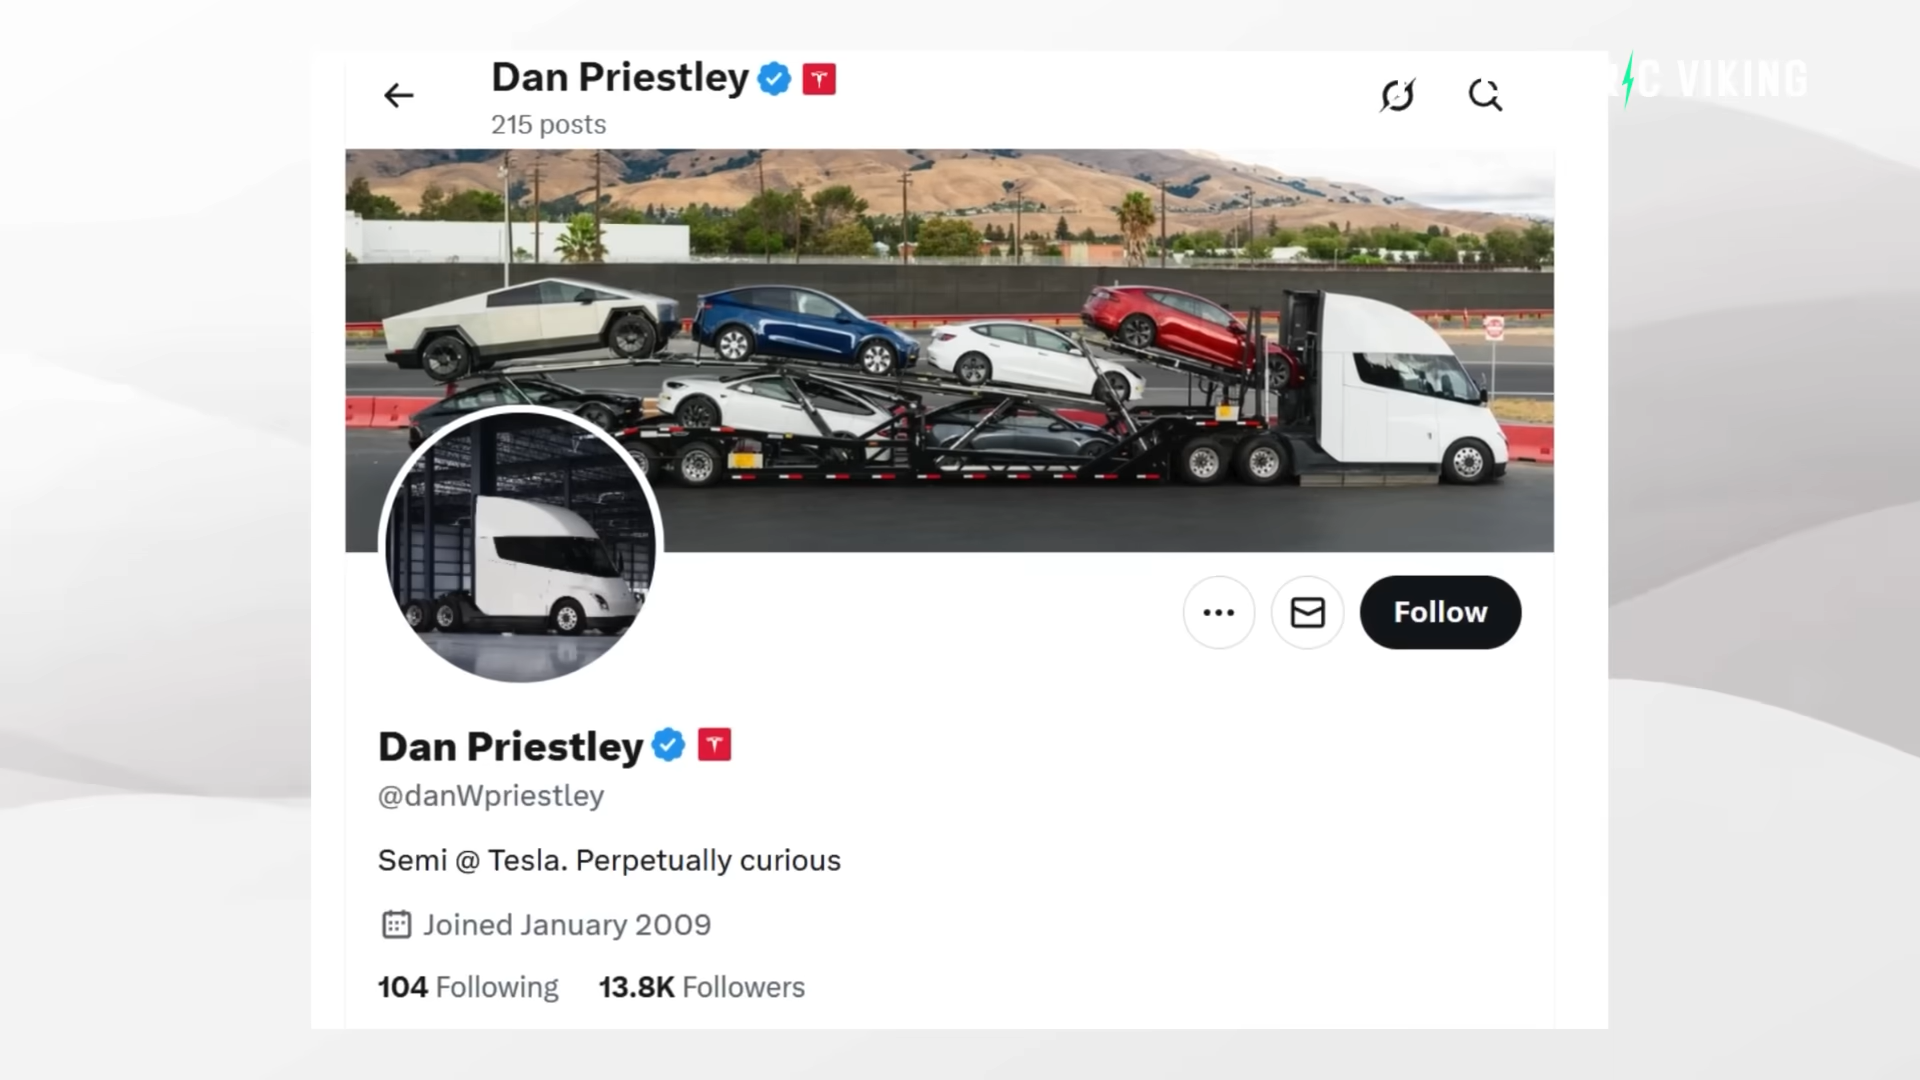 Dan Priestley
215 posts
C VIKING
Follow
Dan Priestley
@danWpriestley
Semi @ Tesla. Perpetually curious
Joined January 2009
104 Following 13.8K Followers